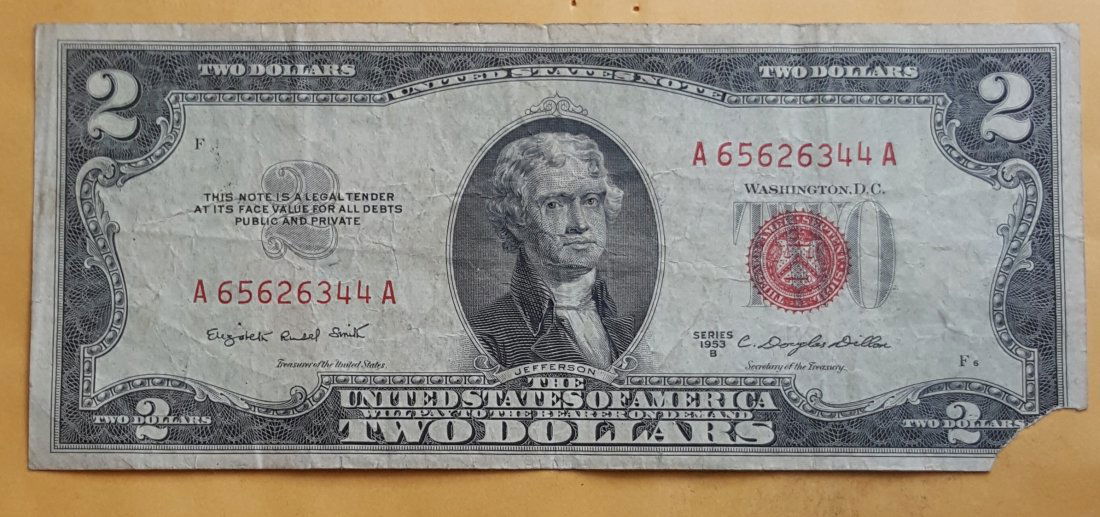 2 TWO DOLLARS UNITED STATES NOTE TWO DOLLARS 2
F
A 65626344 A
WASHINGTON, D.C.
2
TWO
THIS NOTE IS A LEGAL TENDER
AT ITS FACE VALUE FOR ALL DEBTS
PUBLIC AND PRIVATE
A 65626344 A
Elizabeth Rudel Smith
Treasurer of the United States.
SERIES
1953
B
C. Douglas Dillon
Secretary of the Treasury.
F 6
JEFFERSON
THE
UNITED STATES OF AMERICA
WILL PAY TO THE BEARER ON DEMAND
TWO DOLLARS
TWO DOLLARS
2
TWO DOLLARS
2